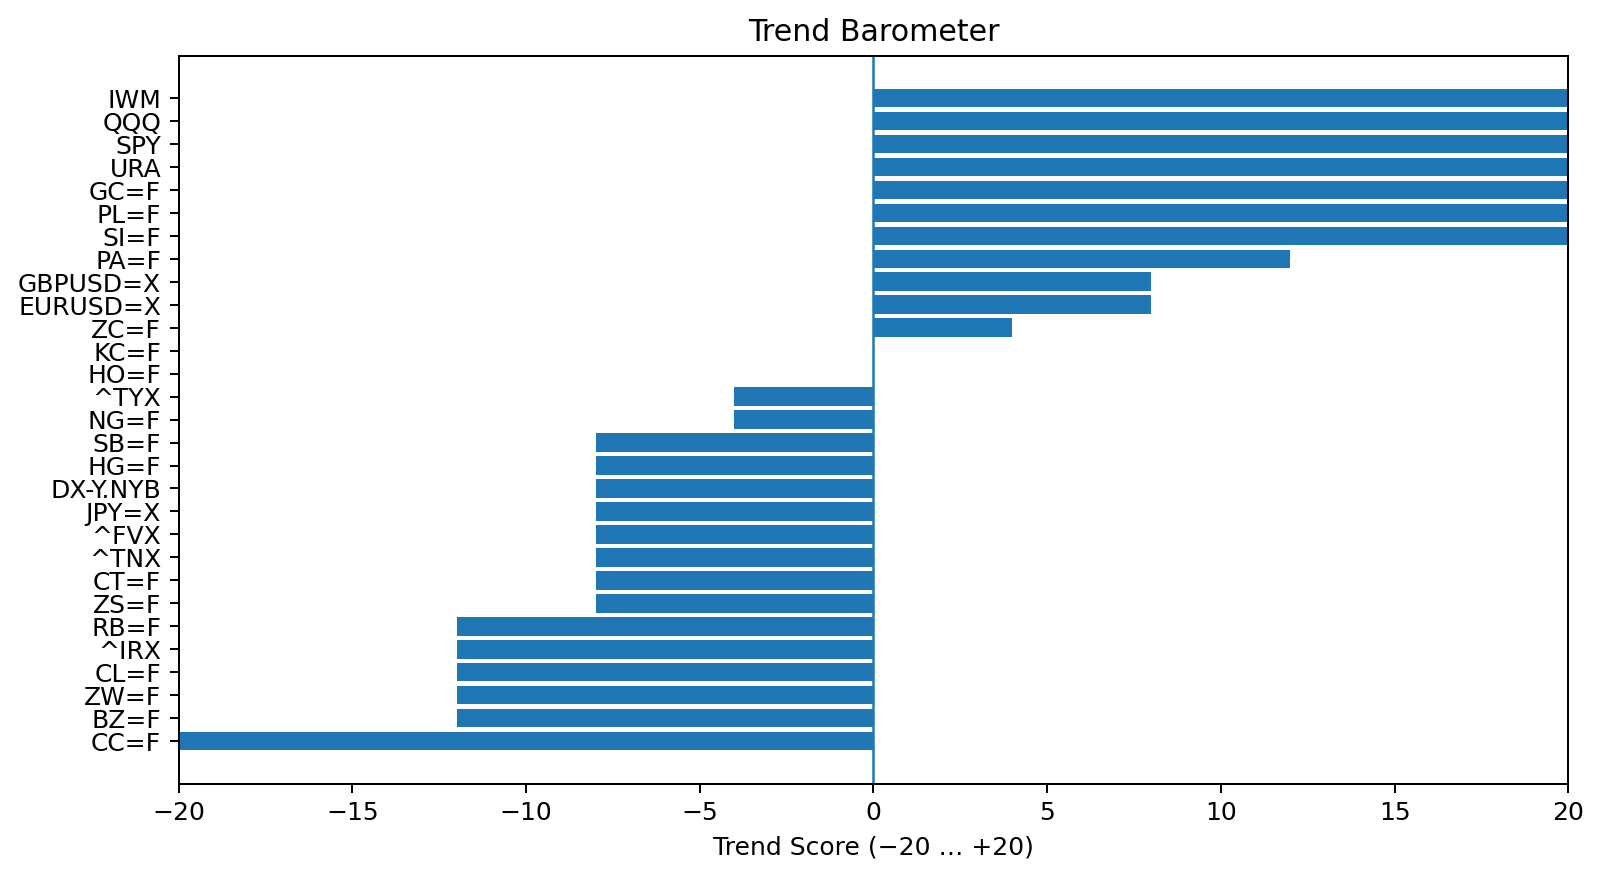 Trend Barometer
IWM
QQQ
SPY
URA
GC=F
PL=F
SI=F
PA=F
GBPUSD=X
EURUSD=X
ZC=F
KC=F
HO=F
^TYX
NG=F
SB=F
HG=F
DX-Y.NYB
JPY=X
^FVX
^TNX
CT=F
ZS=F
RB=F
^IRX
CL=F
ZW=F
BZ=F
CC=F
−20 −15 −10 −5 0 5 10 15 20
Trend Score (−20 … +20)